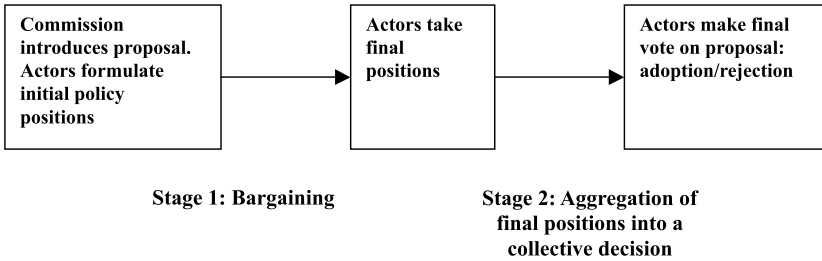 Commission
introduces proposal.
Actors formulate
initial policy
positions
Actors take
final
positions
Actors make final
vote on proposal:
adoption/rejection
Stage 1: Bargaining
Stage 2: Aggregation of
final positions into a
collective decision